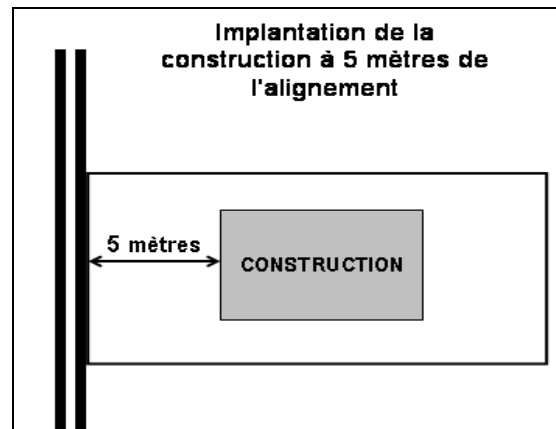 Implantation de la
construction à 5 mètres de
l'alignement
5 mètres
CONSTRUCTION